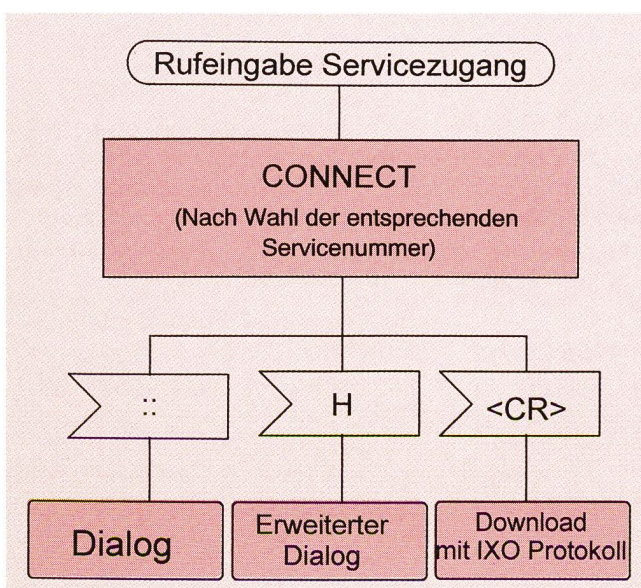 Rufeingabe Servicezugang
CONNECT
(Nach Wahl der entsprechenden
Servicenummer)
::
H
<CR>
Dialog
Erweiterter
Dialog
Download
mit IXO Protokoll